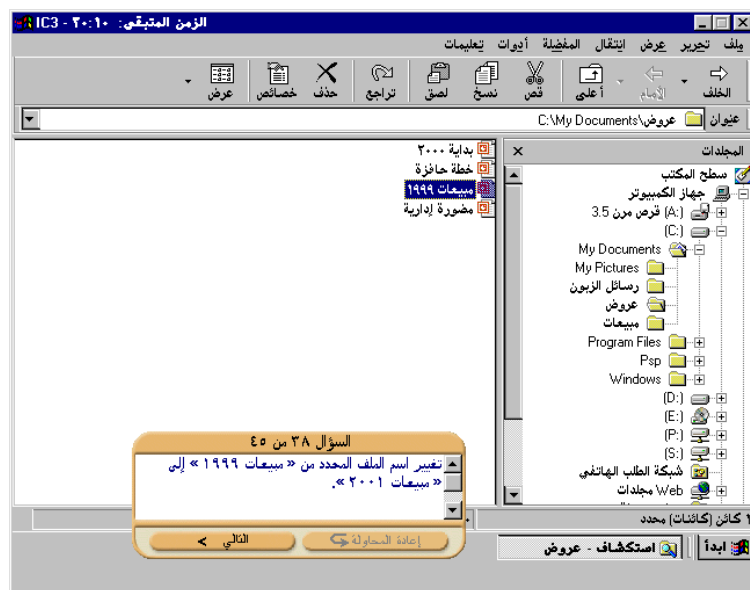 الزمن المتبقي: ٢٠:١٠ - IC3
ملف تحرير عرض انتقال المفضلة أدوات تعليمات
الخلف الأمام أعلى قص نسخ لصق تراجع حذف خصائص عرض
عنوان C:\My Documents\عروض
المجلدات
سطح المكتب
جهاز الكمبيوتر
(A:) قرص مرن 3.5
(C:)
My Documents
My Pictures
رسائل الزبون
عروض
مبيعات
Program Files
Psp
Windows
(D:)
(E:)
(P:)
(S:)
شبكة الطلب الهاتفي
مجلدات Web
بداية ٢٠٠٠
خطة حافزة
مبيعات ١٩٩٩
مضورة إدارية
السؤال ٣٨ من ٤٥
تغيير اسم الملف المحدد من « مبيعات ١٩٩٩ » إلى
« مبيعات ٢٠٠١ ».
إعادة المحاولة
التالي >
١ كائن (كائنات) محدد
ابدأ
استكشاف - عروض